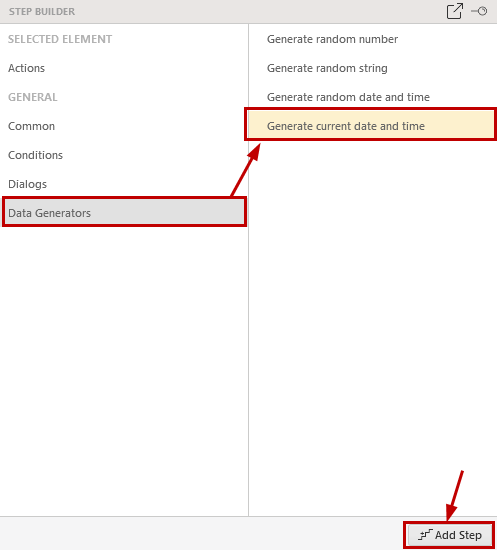 STEP BUILDER
SELECTED ELEMENT
Actions
GENERAL
Common
Conditions
Dialogs
Data Generators
Generate random number
Generate random string
Generate random date and time
Generate current date and time
Add Step